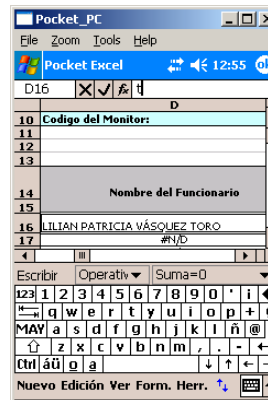 Pocket_PC
File Zoom Tools Help
Pocket Excel 12:55
D16 fx t
D
10 Codigo del Monitor:
11
12
13
14 Nombre del Funcionario
15
16 LILIAN PATRICIA VÁSQUEZ TORO
17 #N/D
Escribir Operativ Suma=0
123 1 2 3 4 5 6 7 8 9 0 ' ¡
q w e r t y u i o p +
MAY a s d f g h j k l ñ @
z x c v b n m , . -
Ctrl áü º ª
Nuevo Edición Ver Form. Herr.